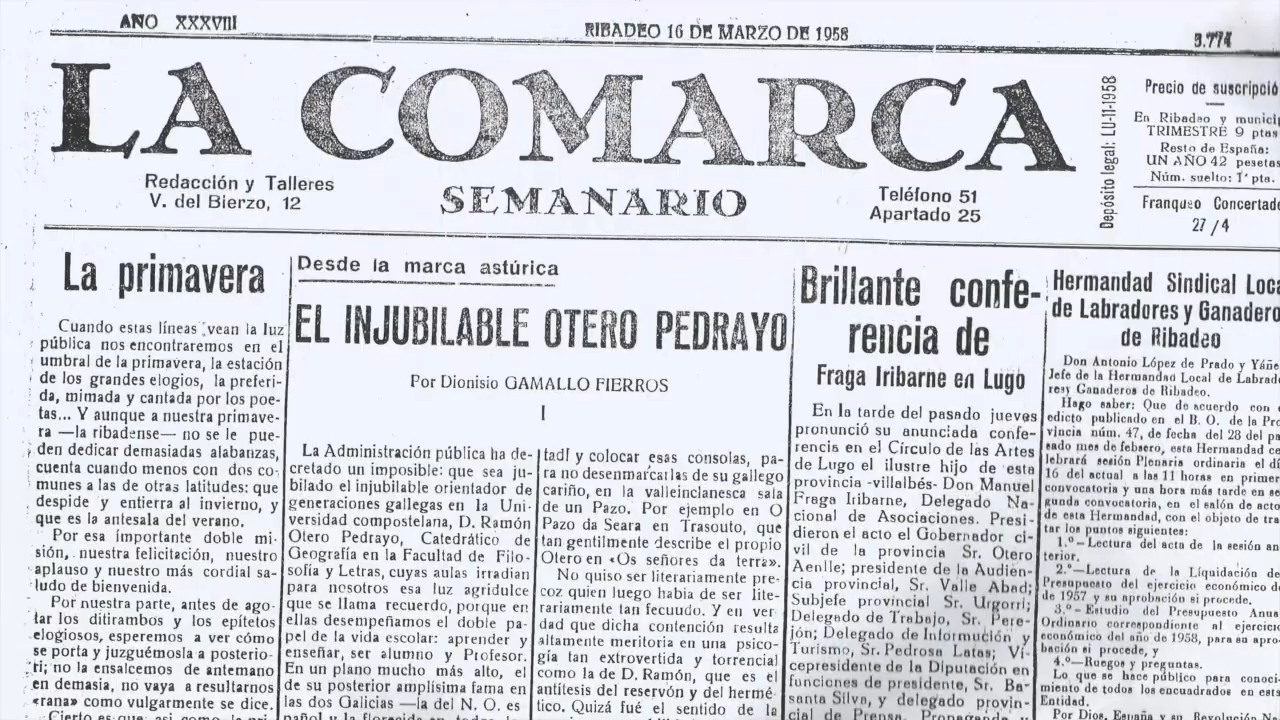 AÑO XXXVIII
RIBADEO 16 DE MARZO DE 1958
3.774
LA COMARCA
Redacción y Talleres
V. del Bierzo, 12
SEMANARIO
Teléfono 51
Apartado 25
Depósito legal: LU-11-1958
Precio de suscripció
En Ribadeo y munici
TRIMESTRE 9 ptas
Resto de España:
UN AÑO 42 pesetas
Núm. suelto: 1' pta.
Franqueo Concertado
27/4
La primavera
Cuando estas líneas vean la luz
pública nos encontraremos en el
umbral de la primavera, la estación
de los grandes elogios, la preferi-
da, mimada y cantada por los poe-
tas... Y aunque a nuestra primave-
ra —la ribadense— no se le pue-
den dedicar demasiadas alabanzas,
cuenta cuando menos con dos co-
munes a las de otras latitudes: que
despide y entierra al invierno, y
que es la antesala del verano.
Por esa importante doble mi-
sión, nuestra felicitación, nuestro
aplauso y nuestro más cordial sa-
ludo de bienvenida.
Por nuestra parte, antes de ago-
tar los ditirambos y los epítetos
elogiosos, esperemos a ver cómo
se porta y juzguémosla a posterio-
ri; no la ensalcemos de antemano
en demasia, no vaya a resultarnos
«rana» como vulgarmente se dice.
Cierto es que, así como la pri-
Desde la marca astúrica
EL INJUBILABLE OTERO PEDRAYO
Por Dionisio GAMALLO FIERROS
I
La Administración pública ha de-
cretado un imposible: que sea ju-
bilado el injubilable orientador de
generaciones gallegas en la Uni-
versidad compostelana, D. Ramón
Otero Pedrayo, Catedrático de
Geografía en la Facultad de Filo-
sofía y Letras, cuyas aulas irradian
para nosotros esa luz agridulce
que se llama recuerdo, porque en
ellas desempeñamos el doble pa-
pel de la vida escolar: aprender y
enseñar, ser alumno y Profesor.
En un plano mucho más alto, el
de su posterior amplísima fama en
las dos Galicias —la del N. O. es
pañol y la florecida en todas
tadí y colocar esas consolas, pa-
ra no desenmarcarlas de su gallego
cariño, en la valleinclanesca sala
de un Pazo. Por ejemplo en O
Pazo da Seara en Trasouto, que
tan gentilmente describe el propio
Otero en «Os señores da terra».
No quiso ser literariamente pre-
coz quien luego había de ser lite-
rariamente tan fecuudo. Y en ver
dad que dicha contención resulta
altamente meritoria en una psico-
gía tan extrovertida y torrencial
como la de D. Ramón, que es el
antítesis del reservón y del hermé-
tico. Quizá fué el sentido de la
Brillante confe-
rencia de
Fraga Iribarne en Lugo
En la tarde del pasado jueves
pronunció su anunciada confe-
rencia en el Círculo de las Artes
de Lugo el ilustre hijo de esta
provincia -villalbés- Don Manuel
Fraga Iribarne, Delegado Na-
cional de Asociaciones. Presi-
dieron el acto el Gobernador ci-
vil de la provincia Sr. Otero
Aenlle; presidente de la Audien-
cia provincial, Sr. Valle Abad;
Subjefe provincial Sr. Urgorri;
Delegado de Trabajo, Sr. Pere-
jón; Delegado de Información y
Turismo, Sr. Pedrosa Latas; Vi-
cepresidente de la Diputación en
funciones de presidente, Sr. Ba-
santa Silva, y delegado provin-
cial de Prensa, Propaganda y
Hermandad Sindical Loca
de Labradores y Ganadero
de Ribadeo
Don Antonio López de Prado y Yáñe
Jefe de la Hermandad Local de Labrad
res y Ganaderos de Ribadeo.
Hago saber: Que de acuerdo con e
edicto publicado en el B. O. de la Pro
vincia núm. 47, de fecha del 28 del pa
sado mes de febrero, esta Hermandad ce
lebrará sesión Plenaria ordinaria el dí
16 del actual a las 11 horas en primer
convocatoria y una hora más tarde en se
gunda convocatoria, en el salón de acto
de esta Hermandad, con el objeto de tra
tar los puntos siguientes:
1.º—Lectura del acta de la sesión an
terior.
2.º—Lectura de la Liquidación de
Presupuesto del ejercicio económico de
de 1957 y su aprobación si procede,
3.º—Estudio del Presupuesto Anua
Ordinario correspondiente al ejercicio
económico del año de 1958, para su apro
bación si procede, y
4.º—Ruegos y preguntas.
Lo que se hace público para conoci
miento de todos los encuadrados en esta
Entidad.
Por Dios, España y su Revolución N